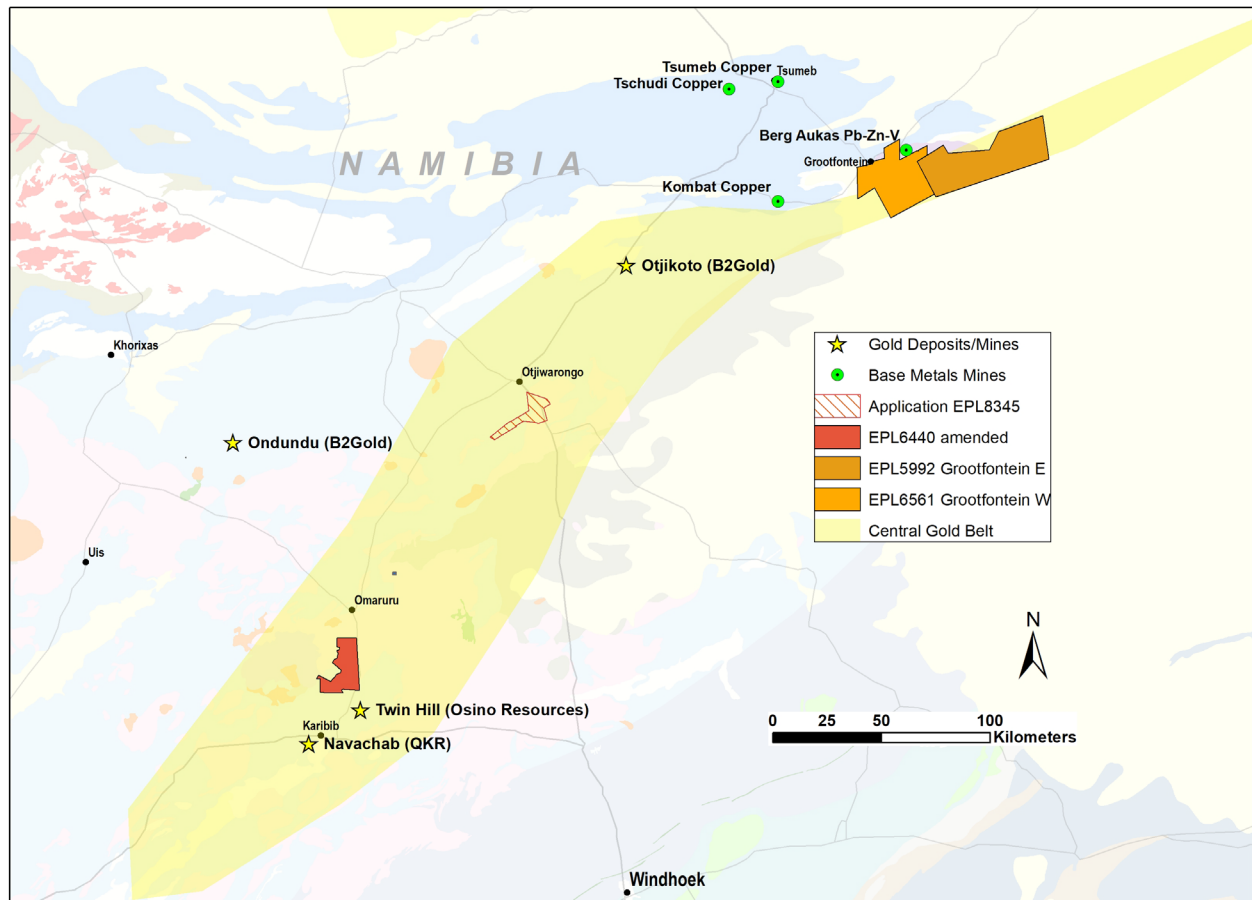 Tsumeb Copper
Tsumeb
Tschudi Copper
Berg Aukas Pb-Zn-V
Grootfontein
NAMIBIA
Kombat Copper
Otjikoto (B2Gold)
Khorixas
Otjiwarongo
Ondundu (B2Gold)
Uis
Omaruru
Twin Hill (Osino Resources)
Karibib
Navachab (QKR)
Windhoek
Gold Deposits/Mines
Base Metals Mines
Application EPL8345
EPL6440 amended
EPL5992 Grootfontein E
EPL6561 Grootfontein W
Central Gold Belt
N
0 25 50 100
Kilometers